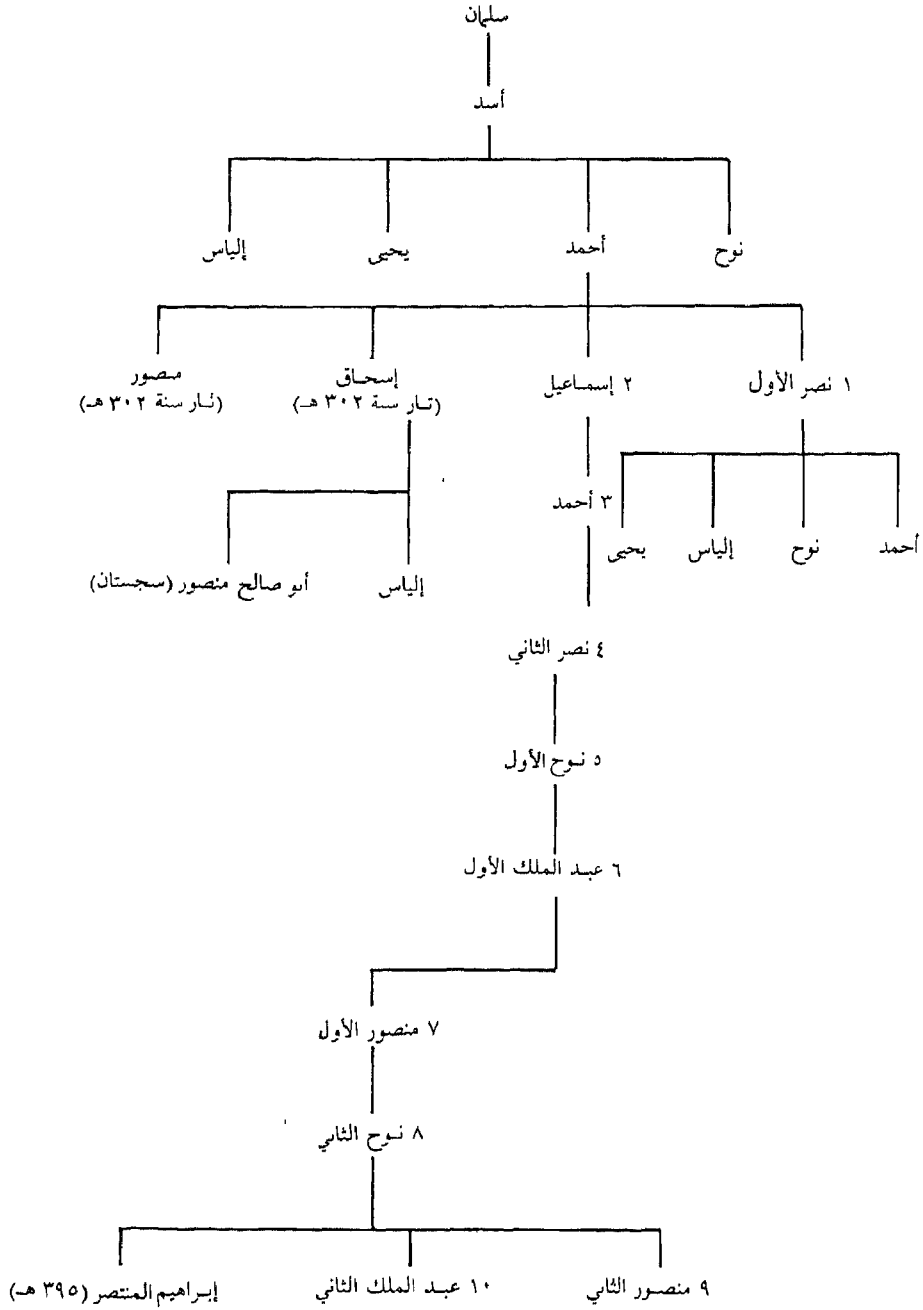 سليمان
أسد
نوح
أحمد
يحيى
إلياس
١ نصر الأول
٢ إسماعيل
إسحاق
(ثار سنة ٣٠٢ هـ)
منصور
(ثار سنة ٣٠٢ هـ)
٣ أحمد
أحمد
نوح
إلياس
يحيى
إلياس
أبو صالح منصور (سجستان)
٤ نصر الثاني
٥ نوح الأول
٦ عبد الملك الأول
٧ منصور الأول
٨ نوح الثاني
٩ منصور الثاني
١٠ عبد الملك الثاني
إبراهيم المنتصر (٣٩٥ هـ)